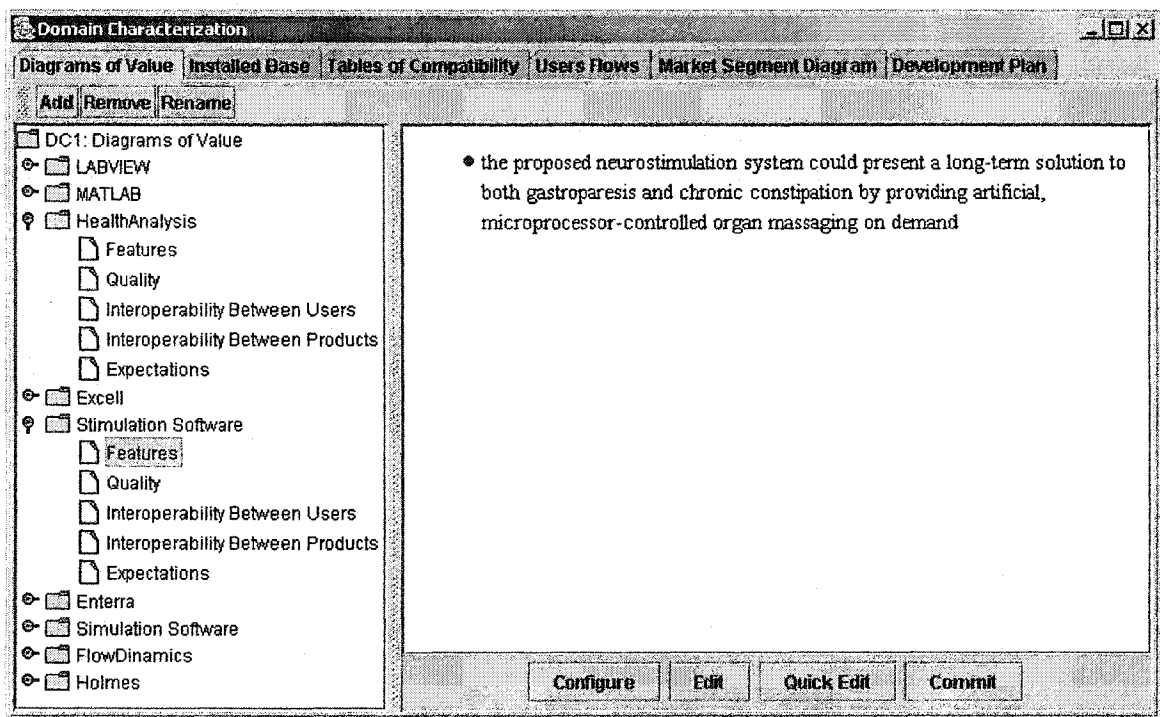 Domain Characterization
Diagrams of Value Installed Base Tables of Compatibility Users Flows Market Segment Diagram Development Plan
Add Remove Rename
DC1: Diagrams of Value
LABVIEW
MATLAB
HealthAnalysis
Features
Quality
Interoperability Between Users
Interoperability Between Products
Expectations
Excell
Stimulation Software
Features
Quality
Interoperability Between Users
Interoperability Between Products
Expectations
Enterra
Simulation Software
FlowDinamics
Holmes
• the proposed neurostimulation system could present a long-term solution to
both gastroparesis and chronic constipation by providing artificial,
microprocessor-controlled organ massaging on demand
Configure Edit Quick Edit Commit